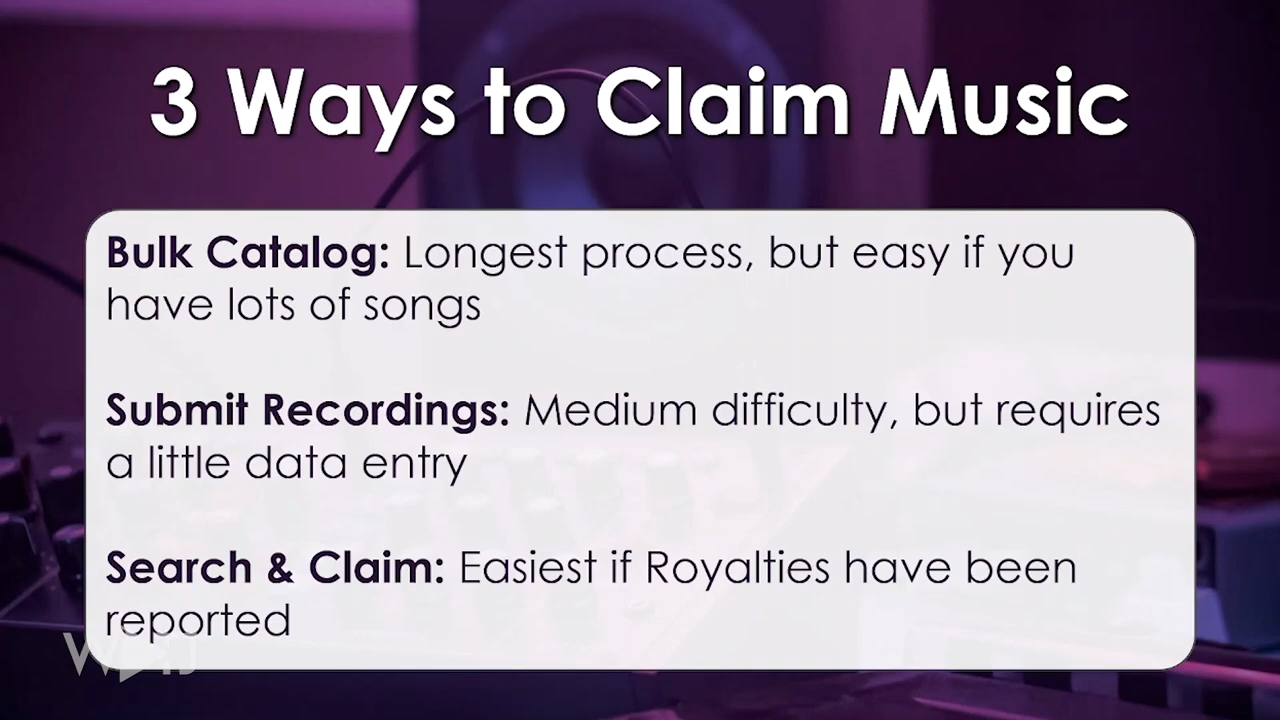 3 Ways to Claim Music
Bulk Catalog: Longest process, but easy if you
have lots of songs
Submit Recordings: Medium difficulty, but requires
a little data entry
Search & Claim: Easiest if Royalties have been
reported